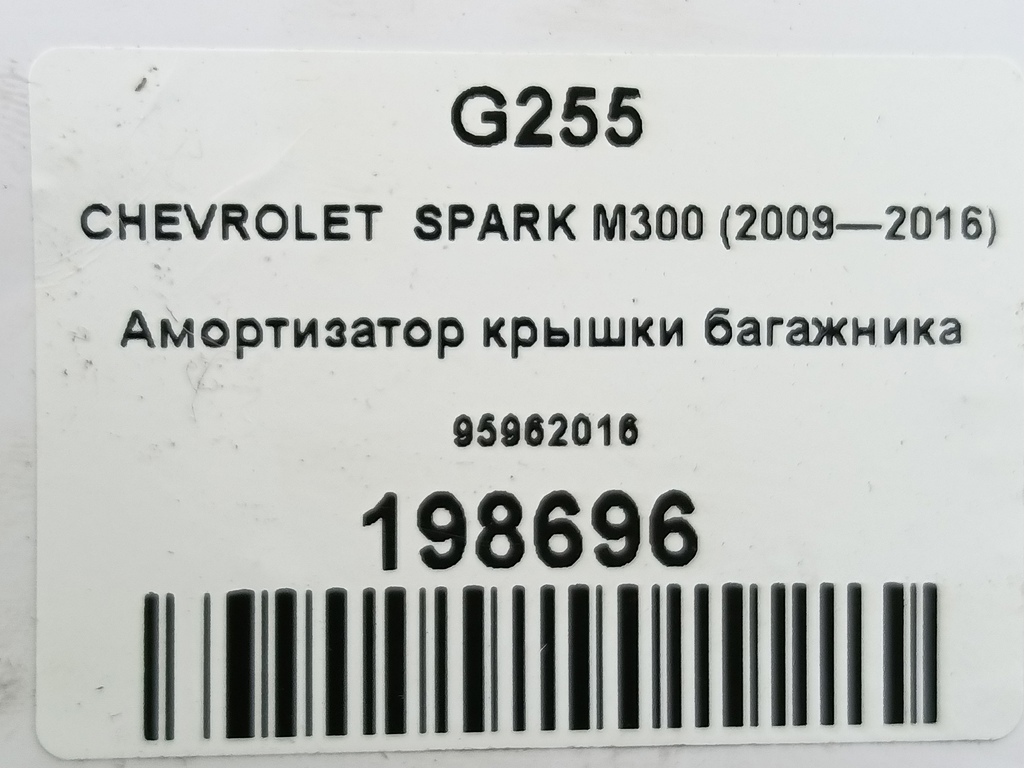 G255
CHEVROLET SPARK M300 (2009—2016)
Амортизатор крышки багажника
95962016
198696